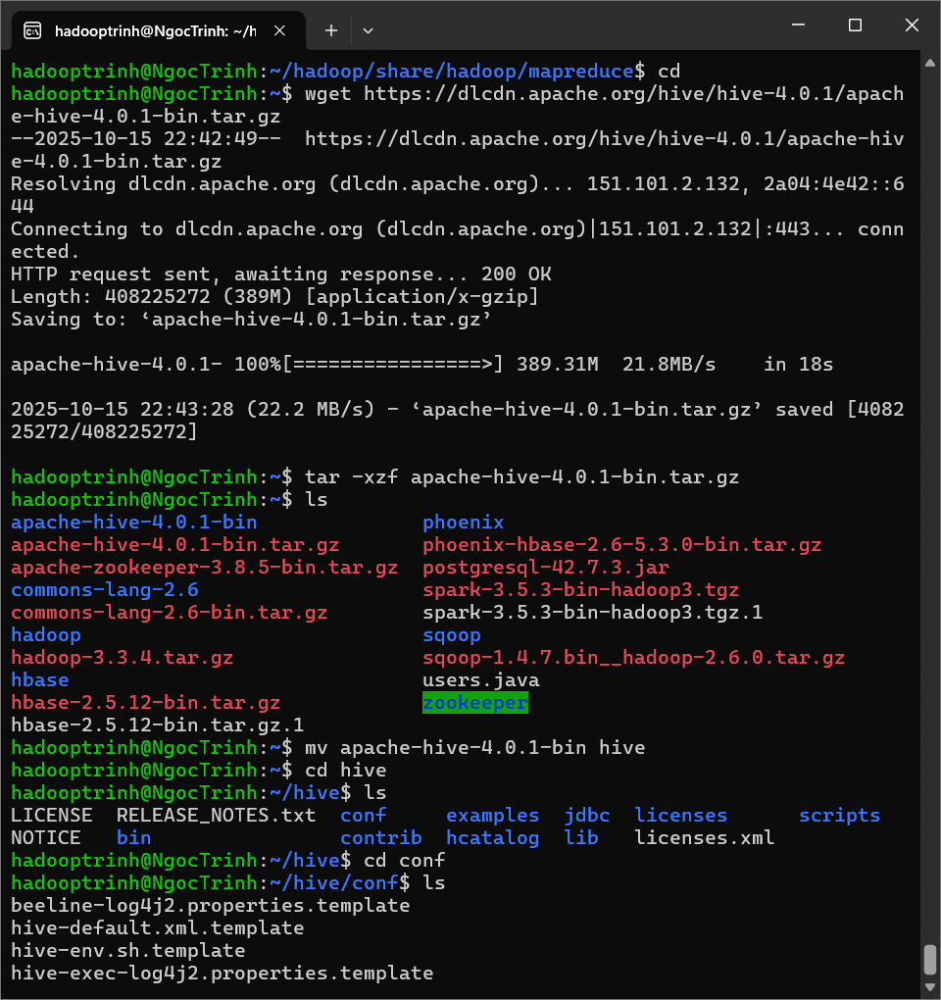 hadooptrinh@NgocTrinh: ~/h
hadooptrinh@NgocTrinh:~/hadoop/share/hadoop/mapreduce$ cd
hadooptrinh@NgocTrinh:~$ wget https://dlcdn.apache.org/hive/hive-4.0.1/apach
e-hive-4.0.1-bin.tar.gz
--2025-10-15 22:42:49--  https://dlcdn.apache.org/hive/hive-4.0.1/apache-hiv
e-4.0.1-bin.tar.gz
Resolving dlcdn.apache.org (dlcdn.apache.org)... 151.101.2.132, 2a04:4e42::6
44
Connecting to dlcdn.apache.org (dlcdn.apache.org)|151.101.2.132|:443... conn
ected.
HTTP request sent, awaiting response... 200 OK
Length: 408225272 (389M) [application/x-gzip]
Saving to: ‘apache-hive-4.0.1-bin.tar.gz’
apache-hive-4.0.1- 100%[================>] 389.31M  21.8MB/s    in 18s
2025-10-15 22:43:28 (22.2 MB/s) - ‘apache-hive-4.0.1-bin.tar.gz’ saved [4082
25272/408225272]
hadooptrinh@NgocTrinh:~$ tar -xzf apache-hive-4.0.1-bin.tar.gz
hadooptrinh@NgocTrinh:~$ ls
apache-hive-4.0.1-bin              phoenix
apache-hive-4.0.1-bin.tar.gz       phoenix-hbase-2.6-5.3.0-bin.tar.gz
apache-zookeeper-3.8.5-bin.tar.gz  postgresql-42.7.3.jar
commons-lang-2.6                   spark-3.5.3-bin-hadoop3.tgz
commons-lang-2.6-bin.tar.gz        spark-3.5.3-bin-hadoop3.tgz.1
hadoop                             sqoop
hadoop-3.3.4.tar.gz                sqoop-1.4.7.bin__hadoop-2.6.0.tar.gz
hbase                              users.java
hbase-2.5.12-bin.tar.gz            zookeeper
hbase-2.5.12-bin.tar.gz.1
hadooptrinh@NgocTrinh:~$ mv apache-hive-4.0.1-bin hive
hadooptrinh@NgocTrinh:~$ cd hive
hadooptrinh@NgocTrinh:~/hive$ ls
LICENSE  RELEASE_NOTES.txt  conf     examples  jdbc  licenses      scripts
NOTICE   bin                contrib  hcatalog  lib   licenses.xml
hadooptrinh@NgocTrinh:~/hive$ cd conf
hadooptrinh@NgocTrinh:~/hive/conf$ ls
beeline-log4j2.properties.template
hive-default.xml.template
hive-env.sh.template
hive-exec-log4j2.properties.template